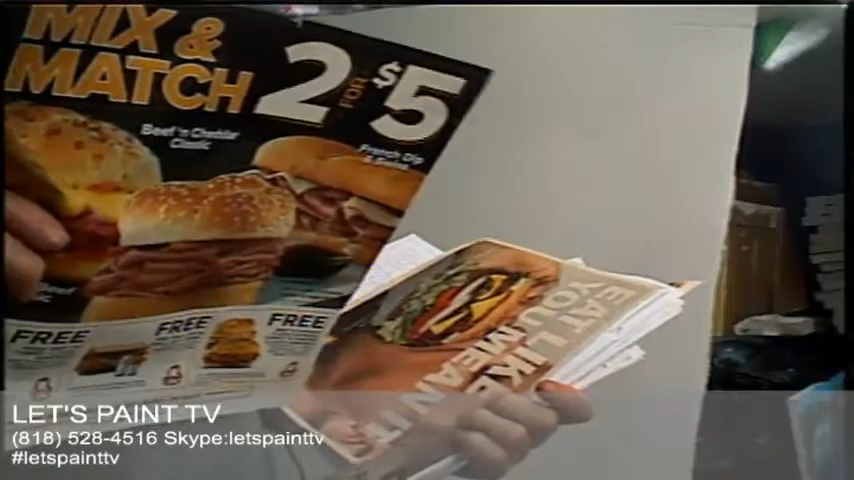 MIX &
MATCH
2 FOR $5
Beef 'n Cheddar
Classic
French Dip
& Swiss
FREE
FREE
FREE
EAT LIKE
YOU MEAN
IT
LET'S PAINT TV
(818) 528-4516 Skype:letspainttv
#letspainttv